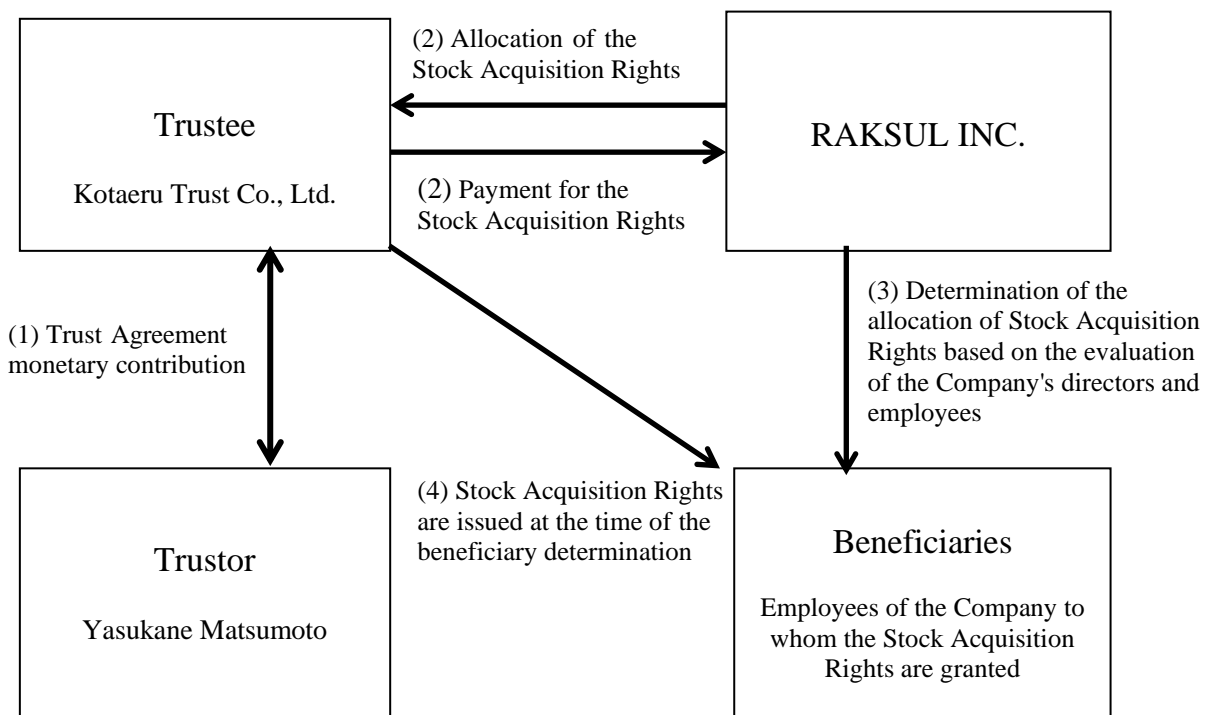 (2) Allocation of the
Stock Acquisition Rights
Trustee
Kotaeru Trust Co., Ltd.
RAKSUL INC.
(2) Payment for the
Stock Acquisition Rights
(1) Trust Agreement
monetary contribution
(3) Determination of the
allocation of Stock Acquisition
Rights based on the evaluation
of the Company's directors and
employees
(4) Stock Acquisition Rights
are issued at the time of the
beneficiary determination
Trustor
Yasukane Matsumoto
Beneficiaries
Employees of the Company to
whom the Stock Acquisition
Rights are granted